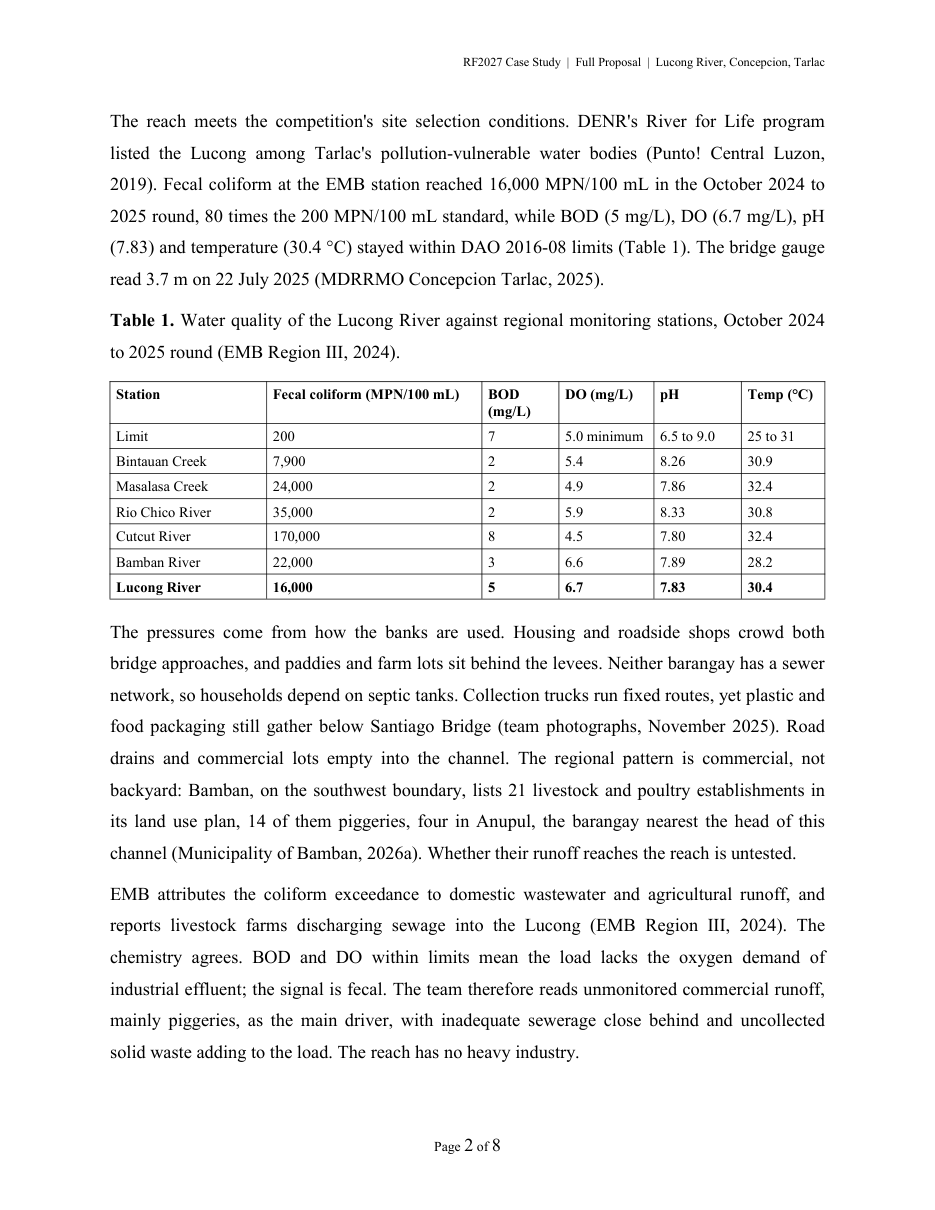 RF2027 Case Study | Full Proposal | Lucong River, Concepcion, Tarlac
The reach meets the competition's site selection conditions. DENR's River for Life program
listed the Lucong among Tarlac's pollution-vulnerable water bodies (Punto! Central Luzon,
2019). Fecal coliform at the EMB station reached 16,000 MPN/100 mL in the October 2024 to
2025 round, 80 times the 200 MPN/100 mL standard, while BOD (5 mg/L), DO (6.7 mg/L), pH
(7.83) and temperature (30.4 °C) stayed within DAO 2016-08 limits (Table 1). The bridge gauge
read 3.7 m on 22 July 2025 (MDRRMO Concepcion Tarlac, 2025).
Table 1. Water quality of the Lucong River against regional monitoring stations, October 2024
to 2025 round (EMB Region III, 2024).
Station Fecal coliform (MPN/100 mL) BOD (mg/L) DO (mg/L) pH Temp (°C)
Limit 200 7 5.0 minimum 6.5 to 9.0 25 to 31
Bintauan Creek 7,900 2 5.4 8.26 30.9
Masalasa Creek 24,000 2 4.9 7.86 32.4
Rio Chico River 35,000 2 5.9 8.33 30.8
Cutcut River 170,000 8 4.5 7.80 32.4
Bamban River 22,000 3 6.6 7.89 28.2
Lucong River 16,000 5 6.7 7.83 30.4
The pressures come from how the banks are used. Housing and roadside shops crowd both
bridge approaches, and paddies and farm lots sit behind the levees. Neither barangay has a sewer
network, so households depend on septic tanks. Collection trucks run fixed routes, yet plastic and
food packaging still gather below Santiago Bridge (team photographs, November 2025). Road
drains and commercial lots empty into the channel. The regional pattern is commercial, not
backyard: Bamban, on the southwest boundary, lists 21 livestock and poultry establishments in
its land use plan, 14 of them piggeries, four in Anupul, the barangay nearest the head of this
channel (Municipality of Bamban, 2026a). Whether their runoff reaches the reach is untested.
EMB attributes the coliform exceedance to domestic wastewater and agricultural runoff, and
reports livestock farms discharging sewage into the Lucong (EMB Region III, 2024). The
chemistry agrees. BOD and DO within limits mean the load lacks the oxygen demand of
industrial effluent; the signal is fecal. The team therefore reads unmonitored commercial runoff,
mainly piggeries, as the main driver, with inadequate sewerage close behind and uncollected
solid waste adding to the load. The reach has no heavy industry.
Page 2 of 8